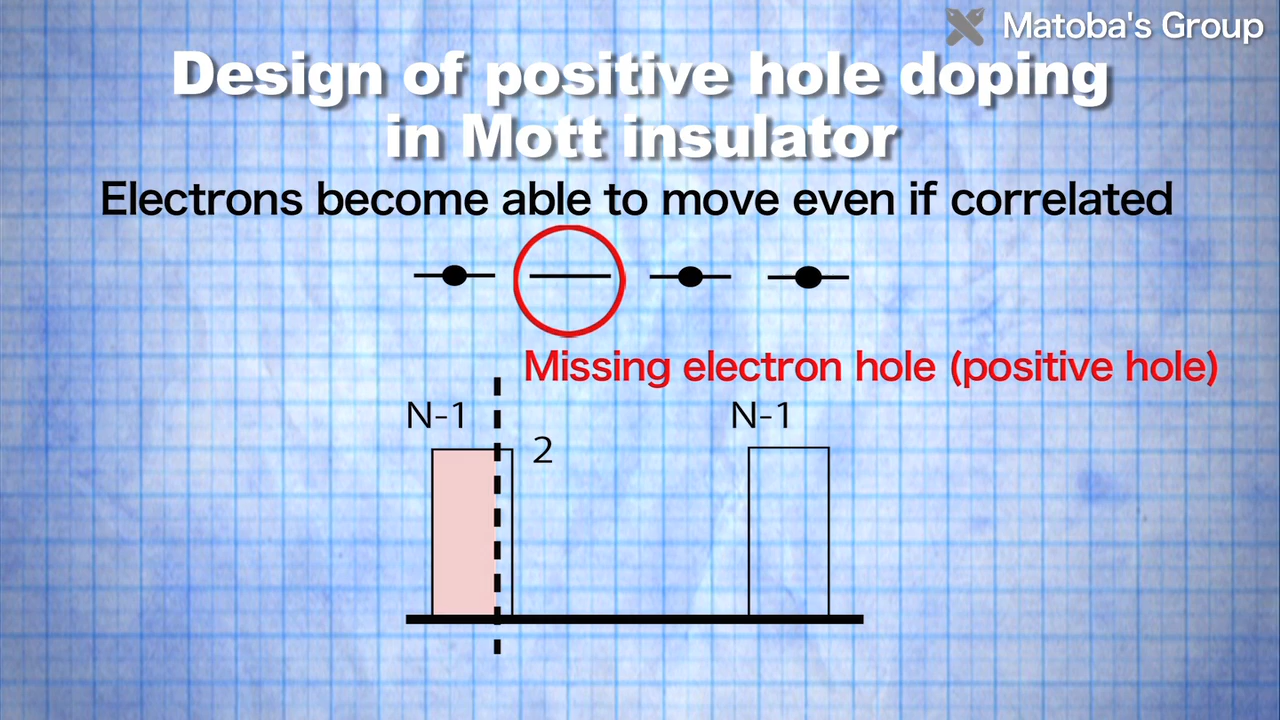 Matoba's Group
Design of positive hole doping
in Mott insulator
Electrons become able to move even if correlated
Missing electron hole (positive hole)
N-1
N-1
2